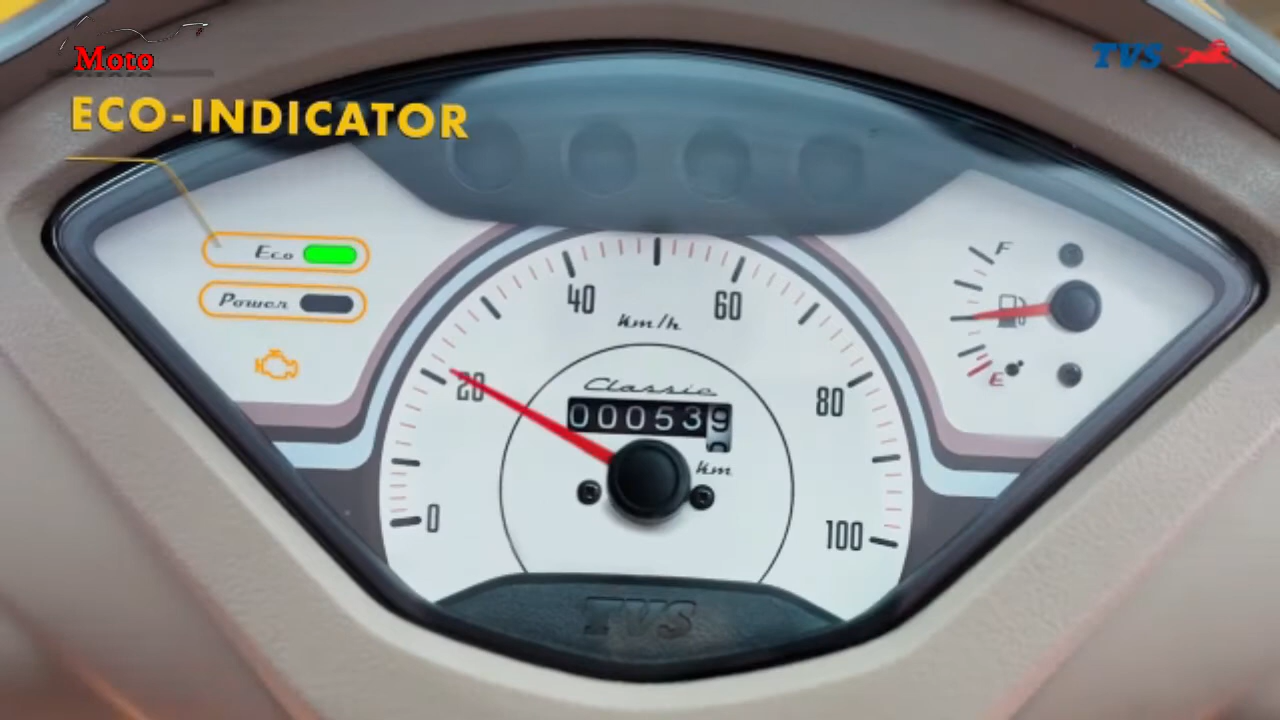 Moto
TVS
ECO-INDICATOR
Eco
Power
F
E
40
60
Km/h
20
80
Classic
000539
Km
0
100
TVS